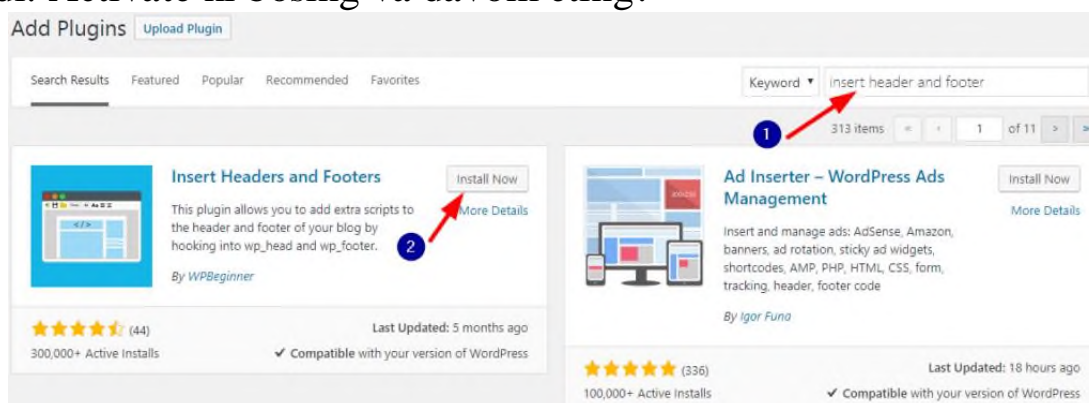 Activate ni bosing va davom eting!
Add Plugins Upload Plugin
Search Results Featured Popular Recommended Favorites
Keyword insert header and footer
1
313 items « ‹ 1 of 11 › »
Insert Headers and Footers
Install Now
This plugin allows you to add extra scripts to
the header and footer of your blog by
hooking into wp_head and wp_footer.
More Details
2
By WPBeginner
(44)
Last Updated: 5 months ago
300,000+ Active Installs
✔ Compatible with your version of WordPress
Ad Inserter – WordPress Ads
Management
Install Now
More Details
Insert and manage ads: AdSense, Amazon,
banners, ad rotation, sticky ad widgets,
shortcodes, AMP, PHP, HTML, CSS, form,
tracking, header, footer code
By Igor Funa
(336)
Last Updated: 18 hours ago
100,000+ Active Installs
✔ Compatible with your version of WordPress